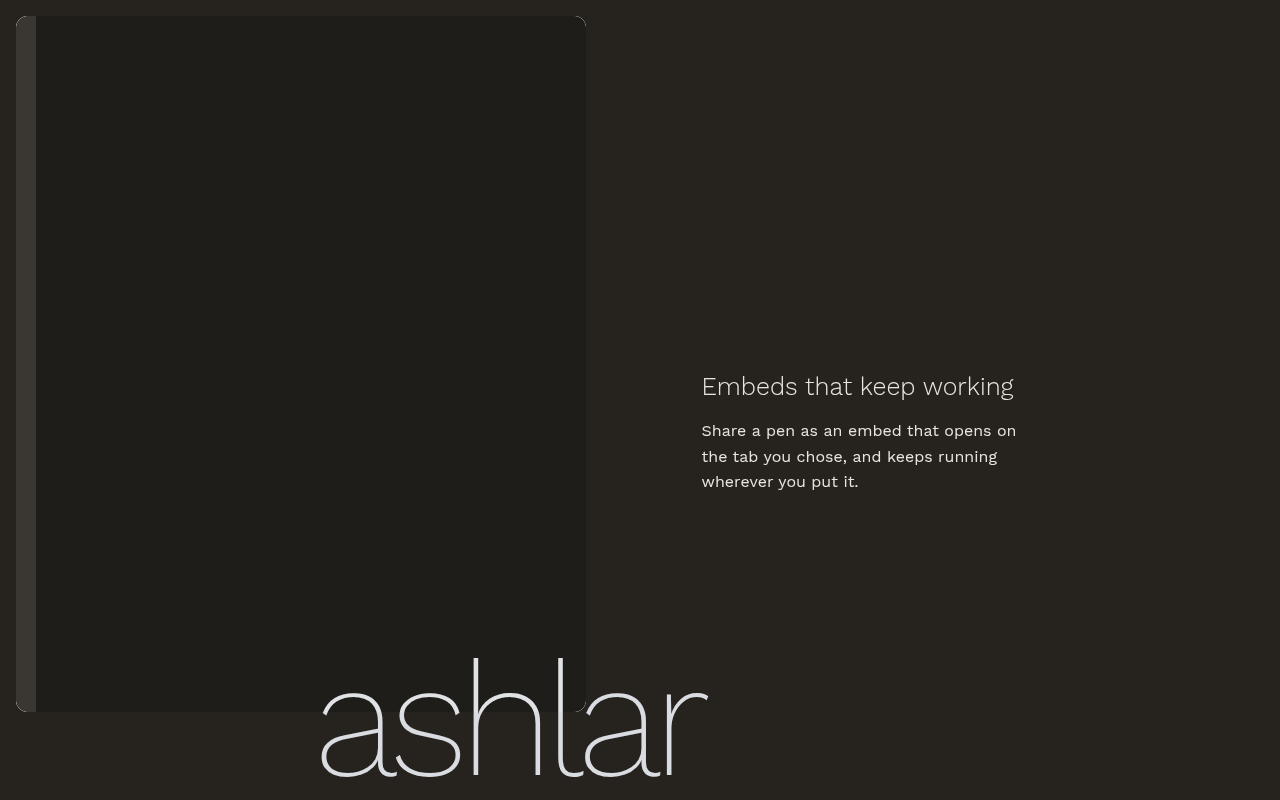 Embeds that keep working
Share a pen as an embed that opens on
the tab you chose, and keeps running
wherever you put it.
ashlar